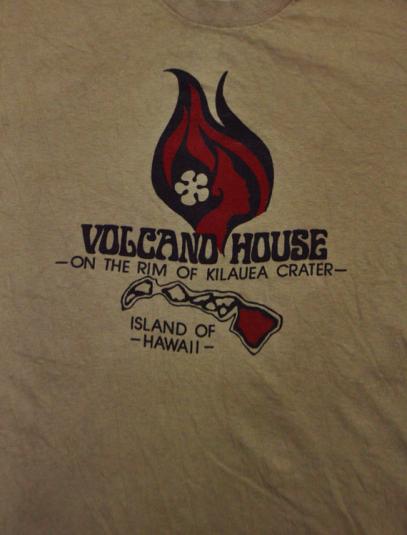 VOLCANO HOUSE
—ON THE RIM OF KILAUEA CRATER—
ISLAND OF
—HAWAII—